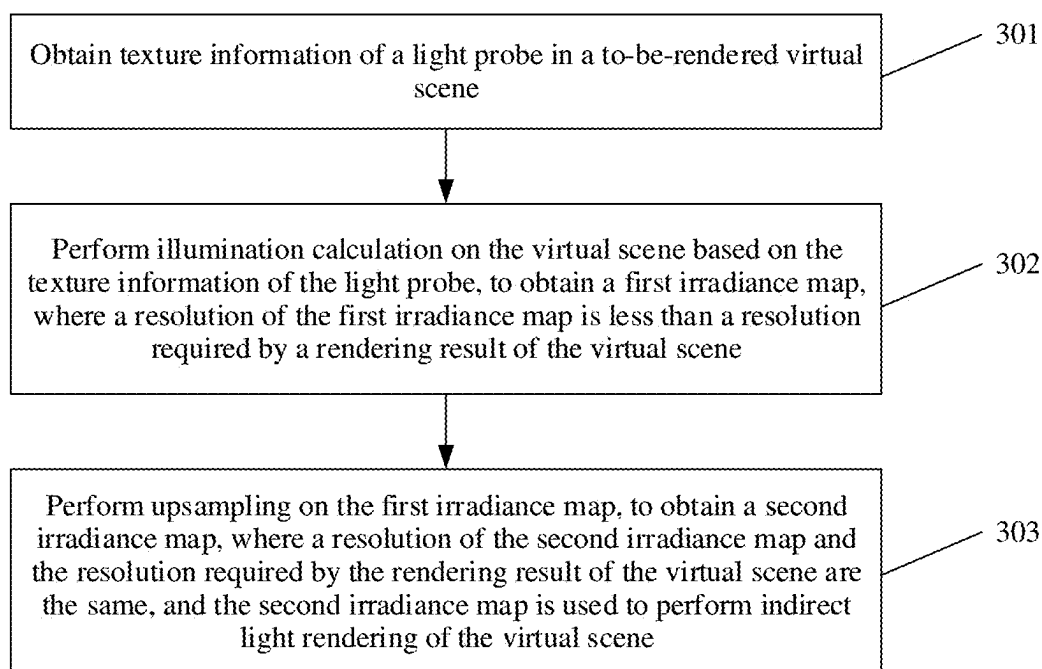 Obtain texture information of a light probe in a to-be-rendered virtual
scene
301
Perform illumination calculation on the virtual scene based on the
texture information of the light probe, to obtain a first irradiance map,
where a resolution of the first irradiance map is less than a resolution
required by a rendering result of the virtual scene
302
Perform upsampling on the first irradiance map, to obtain a second
irradiance map, where a resolution of the second irradiance map and
the resolution required by the rendering result of the virtual scene are
the same, and the second irradiance map is used to perform indirect
light rendering of the virtual scene
303